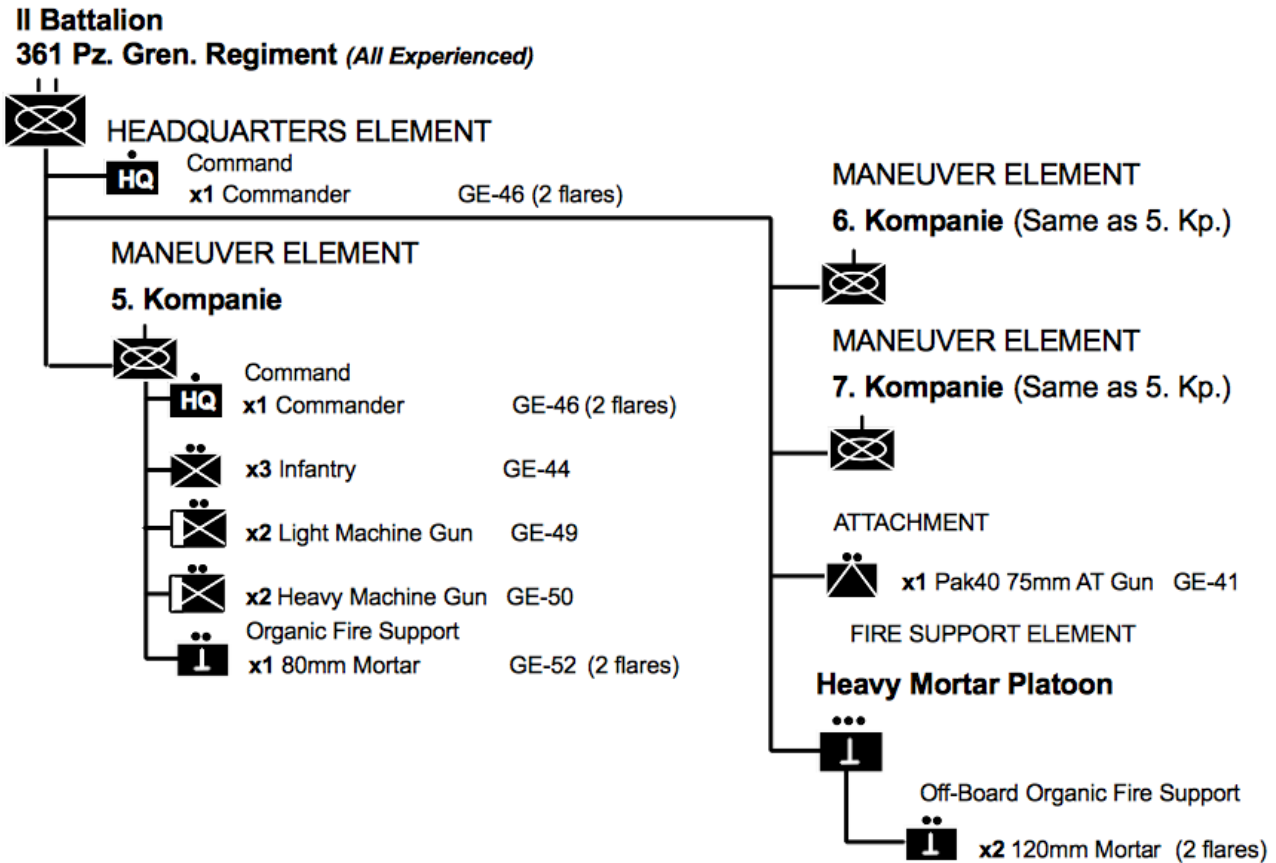 II Battalion
361 Pz. Gren. Regiment (All Experienced)
HEADQUARTERS ELEMENT
HQ
Command
x1 Commander GE-46 (2 flares)
MANEUVER ELEMENT
5. Kompanie
HQ
Command
x1 Commander GE-46 (2 flares)
x3 Infantry GE-44
x2 Light Machine Gun GE-49
x2 Heavy Machine Gun GE-50
Organic Fire Support
x1 80mm Mortar GE-52 (2 flares)
MANEUVER ELEMENT
6. Kompanie (Same as 5. Kp.)
MANEUVER ELEMENT
7. Kompanie (Same as 5. Kp.)
ATTACHMENT
x1 Pak40 75mm AT Gun GE-41
FIRE SUPPORT ELEMENT
Heavy Mortar Platoon
Off-Board Organic Fire Support
x2 120mm Mortar (2 flares)